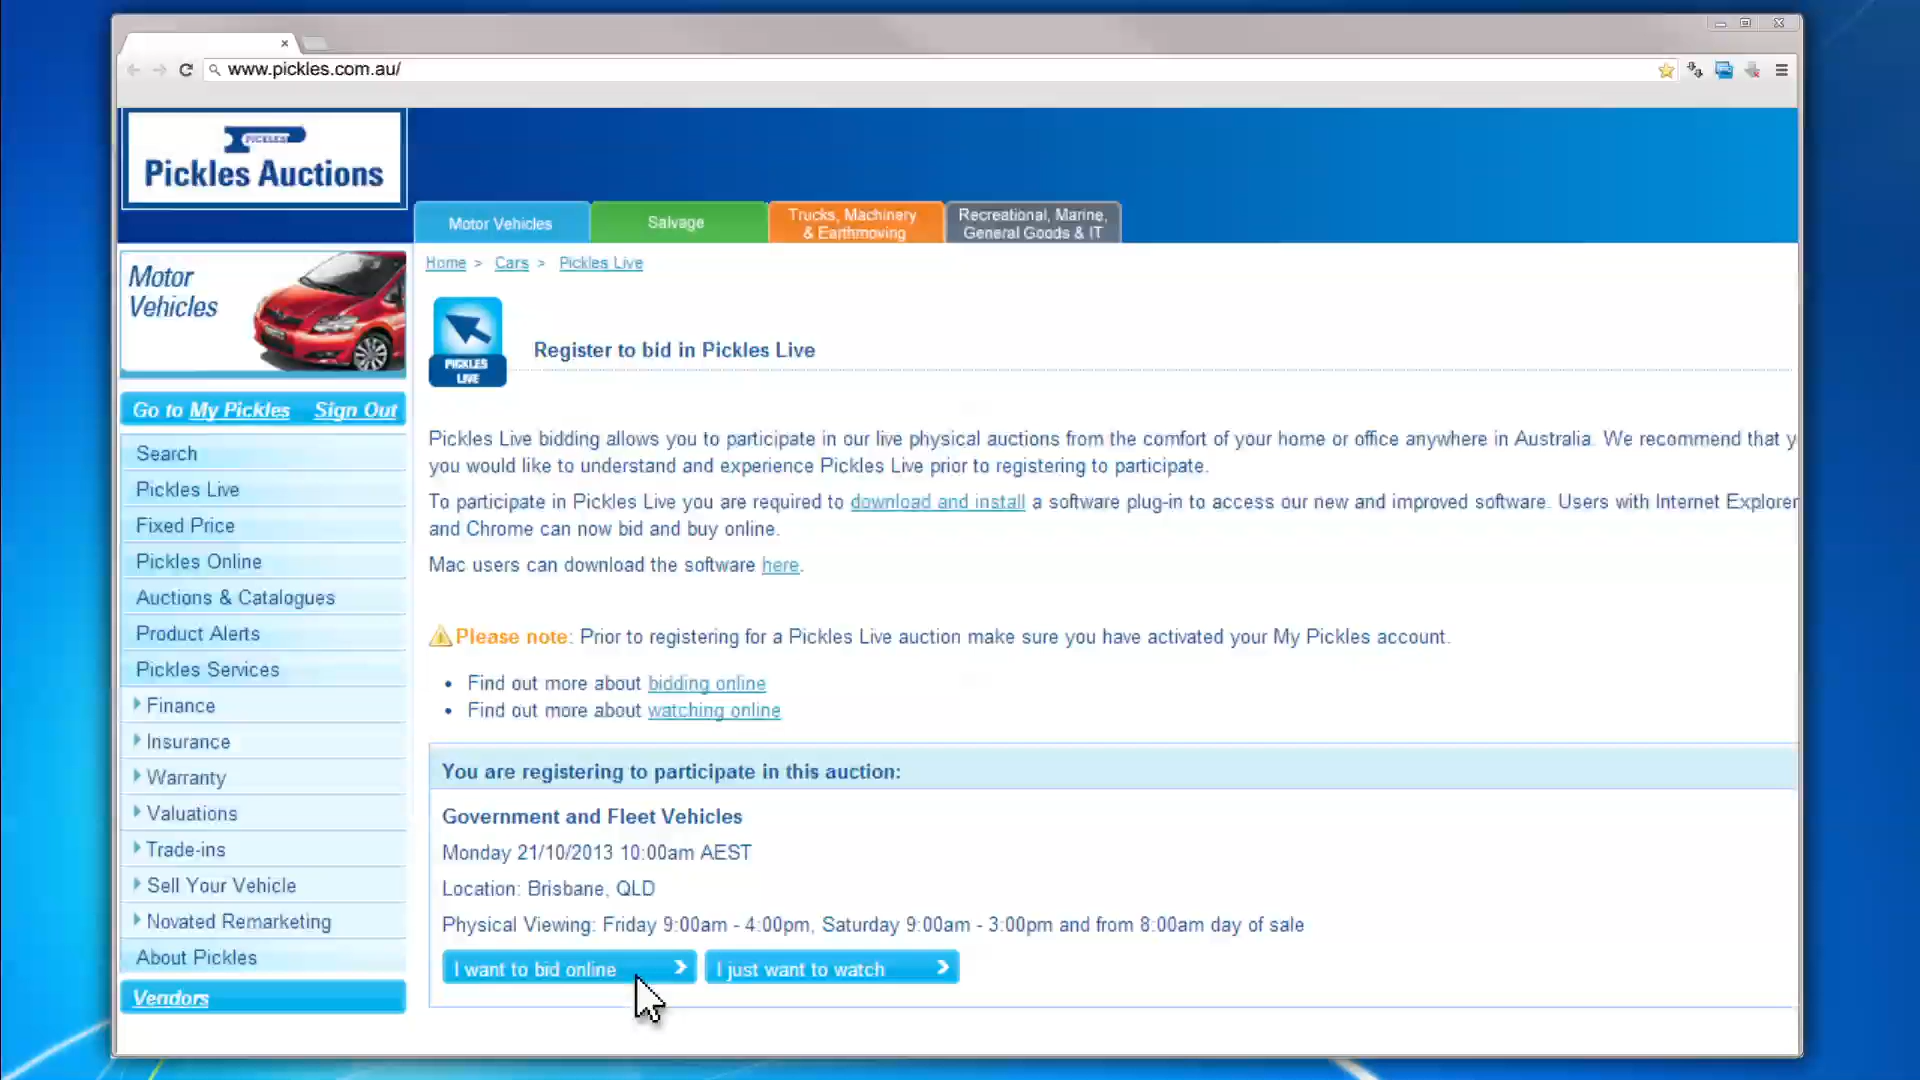 www.pickles.com.au/
PICKLES
Pickles Auctions
Motor Vehicles
Salvage
Trucks, Machinery
& Earthmoving
Recreational, Marine,
General Goods & IT
Home > Cars > Pickles Live
Motor
Vehicles
PICKLES
LIVE
Register to bid in Pickles Live
Go to My Pickles Sign Out
Search
Pickles Live
Fixed Price
Pickles Online
Auctions & Catalogues
Product Alerts
Pickles Services
Finance
Insurance
Warranty
Valuations
Trade-ins
Sell Your Vehicle
Novated Remarketing
About Pickles
Vendors
Pickles Live bidding allows you to participate in our live physical auctions from the comfort of your home or office anywhere in Australia. We recommend that y
you would like to understand and experience Pickles Live prior to registering to participate.
To participate in Pickles Live you are required to download and install a software plug-in to access our new and improved software. Users with Internet Explorer
and Chrome can now bid and buy online.
Mac users can download the software here.
Please note: Prior to registering for a Pickles Live auction make sure you have activated your My Pickles account.
• Find out more about bidding online
• Find out more about watching online
You are registering to participate in this auction:
Government and Fleet Vehicles
Monday 21/10/2013 10:00am AEST
Location: Brisbane, QLD
Physical Viewing: Friday 9:00am - 4:00pm, Saturday 9:00am - 3:00pm and from 8:00am day of sale
I want to bid online
I just want to watch